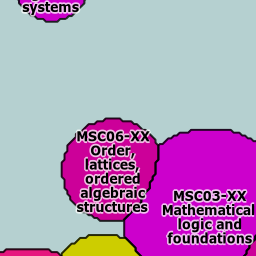 systems
MSC06-XX
Order,
lattices,
ordered
algebraic
structures
MSC03-XX
Mathematical
logic and
foundations